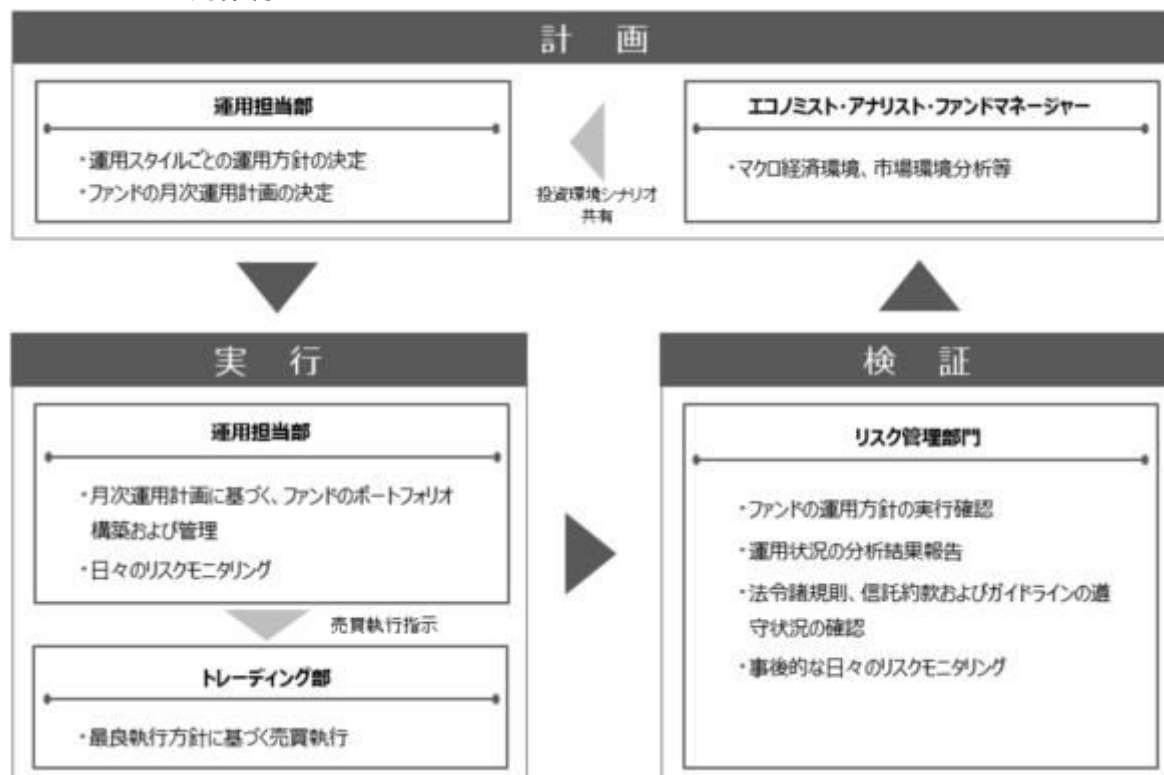 計 画
運用担当部
・運用スタイルごとの運用方針の決定
・ファンドの月次運用計画の決定
投資環境シナリオ
共有
エコノミスト・アナリスト・ファンドマネージャー
・マクロ経済環境、市場環境分析等
実 行
運用担当部
・月次運用計画に基づく、ファンドのポートフォリオ
構築および管理
・日々のリスクモニタリング
売買執行指示
トレーディング部
・最良執行方針に基づく売買執行
検 証
リスク管理部門
・ファンドの運用方針の実行確認
・運用状況の分析結果報告
・法令諸規則、信託約款およびガイドラインの遵
守状況の確認
・事後的な日々のリスクモニタリング